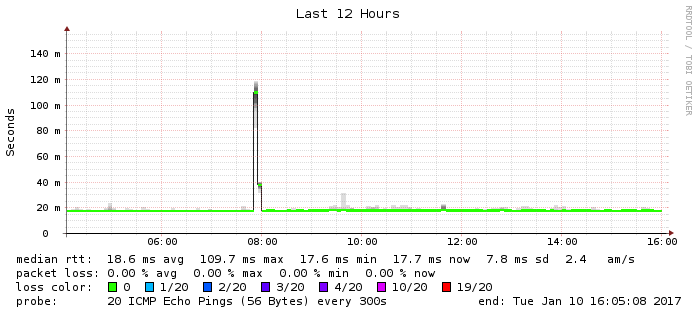 Last 12 Hours
RRDTOOL / TOBI OETIKER
Seconds
140 m
120 m
100 m
80 m
60 m
40 m
20 m
0
06:00 08:00 10:00 12:00 14:00 16:00
median rtt: 18.6 ms avg 109.7 ms max 17.6 ms min 17.7 ms now 7.8 ms sd 2.4 am/s
packet loss: 0.00 % avg 0.00 % max 0.00 % min 0.00 % now
loss color: 0 1/20 2/20 3/20 4/20 10/20 19/20
probe: 20 ICMP Echo Pings (56 Bytes) every 300s end: Tue Jan 10 16:05:08 2017